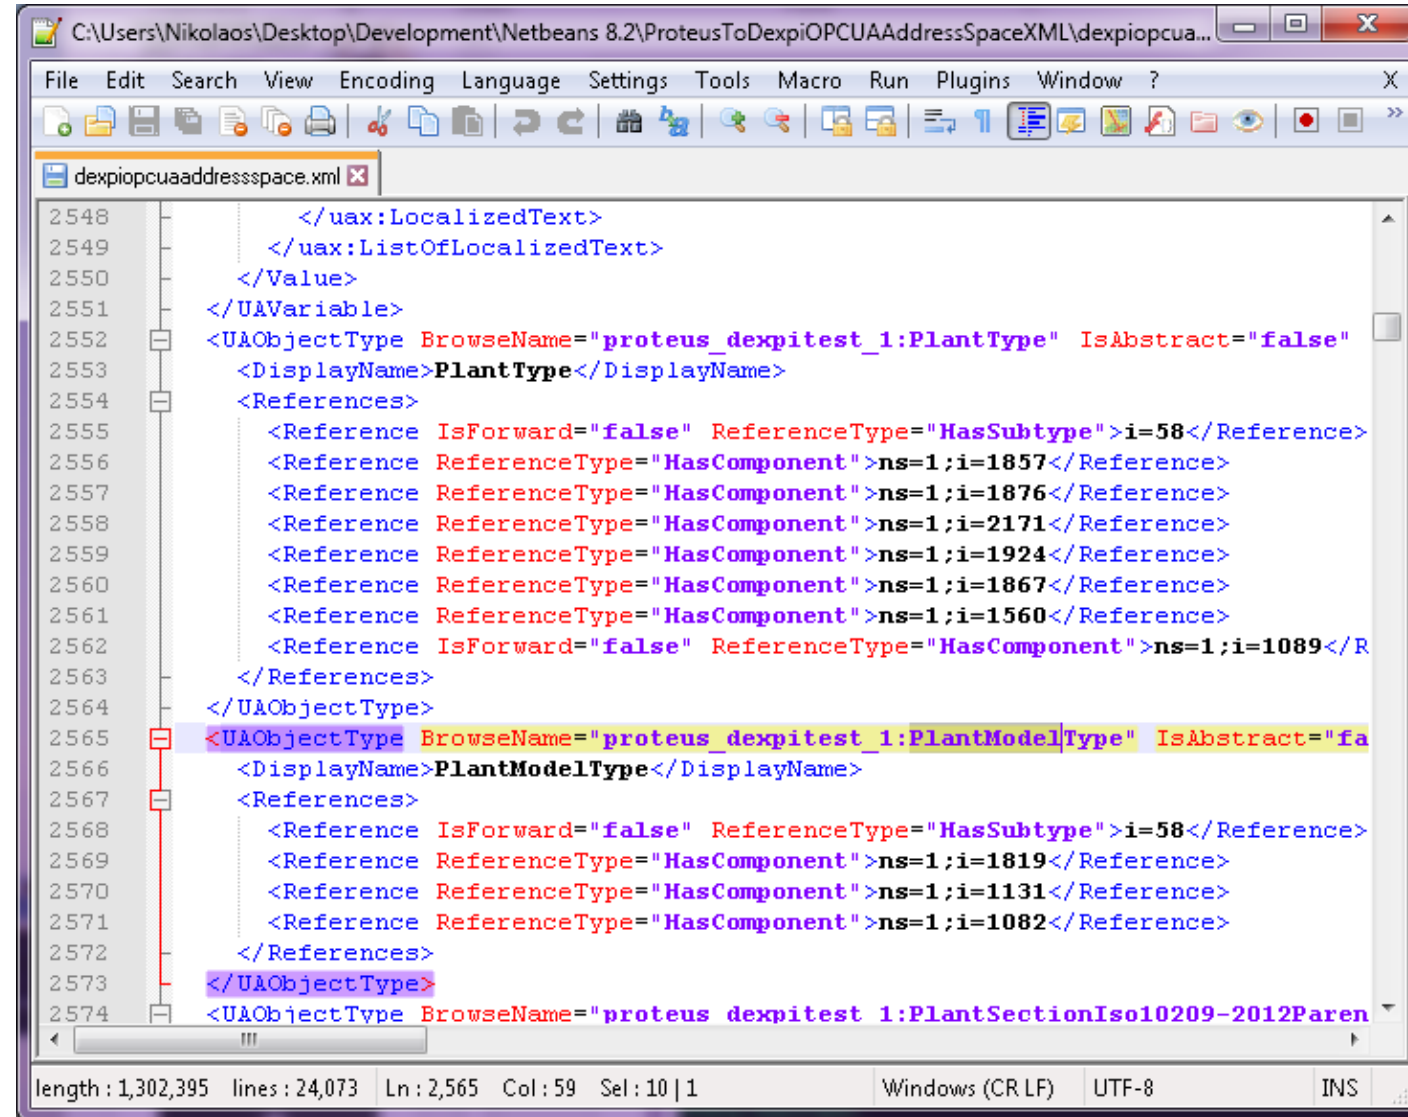 C:\Users\Nikolaos\Desktop\Development\Netbeans 8.2\ProteusToDexpiOPCUAAddressSpaceXML\dexpiopcua...
File Edit Search View Encoding Language Settings Tools Macro Run Plugins Window ? X
dexpiopcuaaddressspace.xml
2548 </uax:LocalizedText>
2549 </uax:ListOfLocalizedText>
2550 </Value>
2551 </UAVariable>
2552 <UAObjectType BrowseName="proteus_dexpitest_1:PlantType" IsAbstract="false"
2553 <DisplayName>PlantType</DisplayName>
2554 <References>
2555 <Reference IsForward="false" ReferenceType="HasSubtype">i=58</Reference>
2556 <Reference ReferenceType="HasComponent">ns=1;i=1857</Reference>
2557 <Reference ReferenceType="HasComponent">ns=1;i=1876</Reference>
2558 <Reference ReferenceType="HasComponent">ns=1;i=2171</Reference>
2559 <Reference ReferenceType="HasComponent">ns=1;i=1924</Reference>
2560 <Reference ReferenceType="HasComponent">ns=1;i=1867</Reference>
2561 <Reference ReferenceType="HasComponent">ns=1;i=1560</Reference>
2562 <Reference IsForward="false" ReferenceType="HasComponent">ns=1;i=1089</R
2563 </References>
2564 </UAObjectType>
2565 <UAObjectType BrowseName="proteus_dexpitest_1:PlantModelType" IsAbstract="fa
2566 <DisplayName>PlantModelType</DisplayName>
2567 <References>
2568 <Reference IsForward="false" ReferenceType="HasSubtype">i=58</Reference>
2569 <Reference ReferenceType="HasComponent">ns=1;i=1819</Reference>
2570 <Reference ReferenceType="HasComponent">ns=1;i=1131</Reference>
2571 <Reference ReferenceType="HasComponent">ns=1;i=1082</Reference>
2572 </References>
2573 </UAObjectType>
2574 <UAObjectType BrowseName="proteus_dexpitest_1:PlantSectionIso10209-2012Paren
length : 1,302,395 lines : 24,073 Ln : 2,565 Col : 59 Sel : 10 | 1 Windows (CR LF) UTF-8 INS